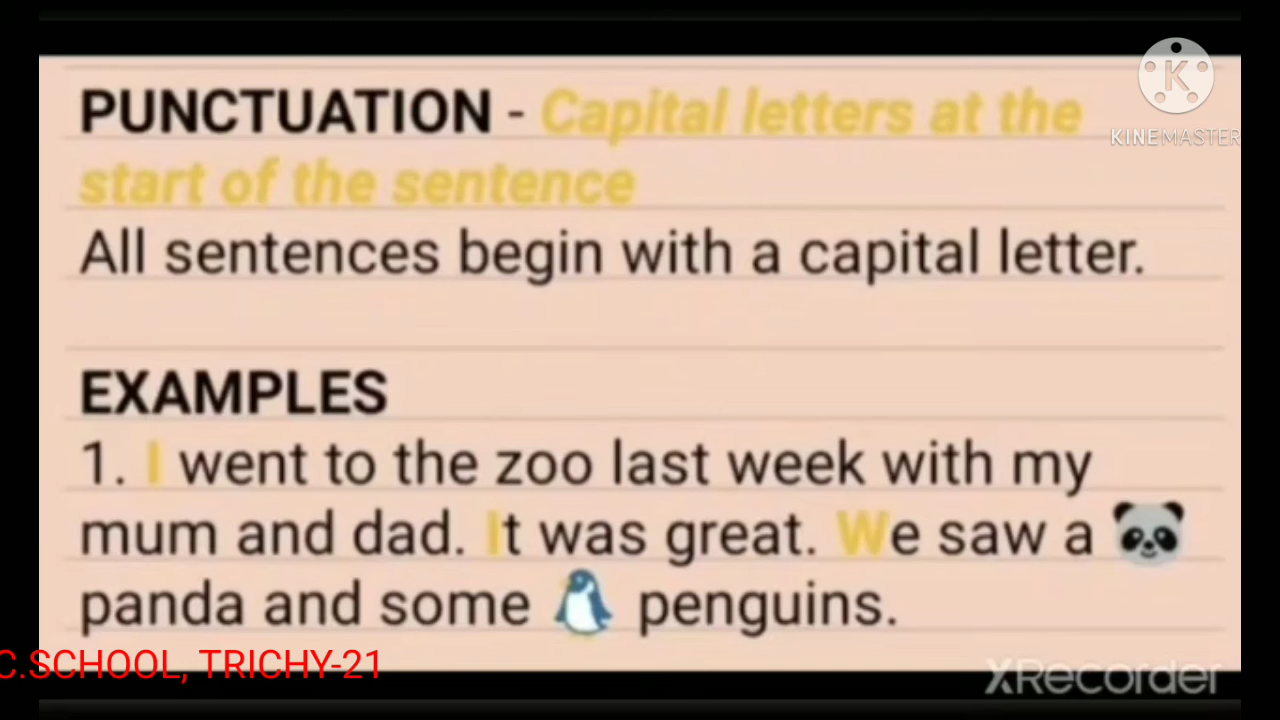 PUNCTUATION - Capital letters at the
start of the sentence
All sentences begin with a capital letter.
EXAMPLES
1. I went to the zoo last week with my
mum and dad. It was great. We saw a 🐼
panda and some 🐧 penguins.
C.SCHOOL, TRICHY-21
K
KINEMASTER
XRecorder